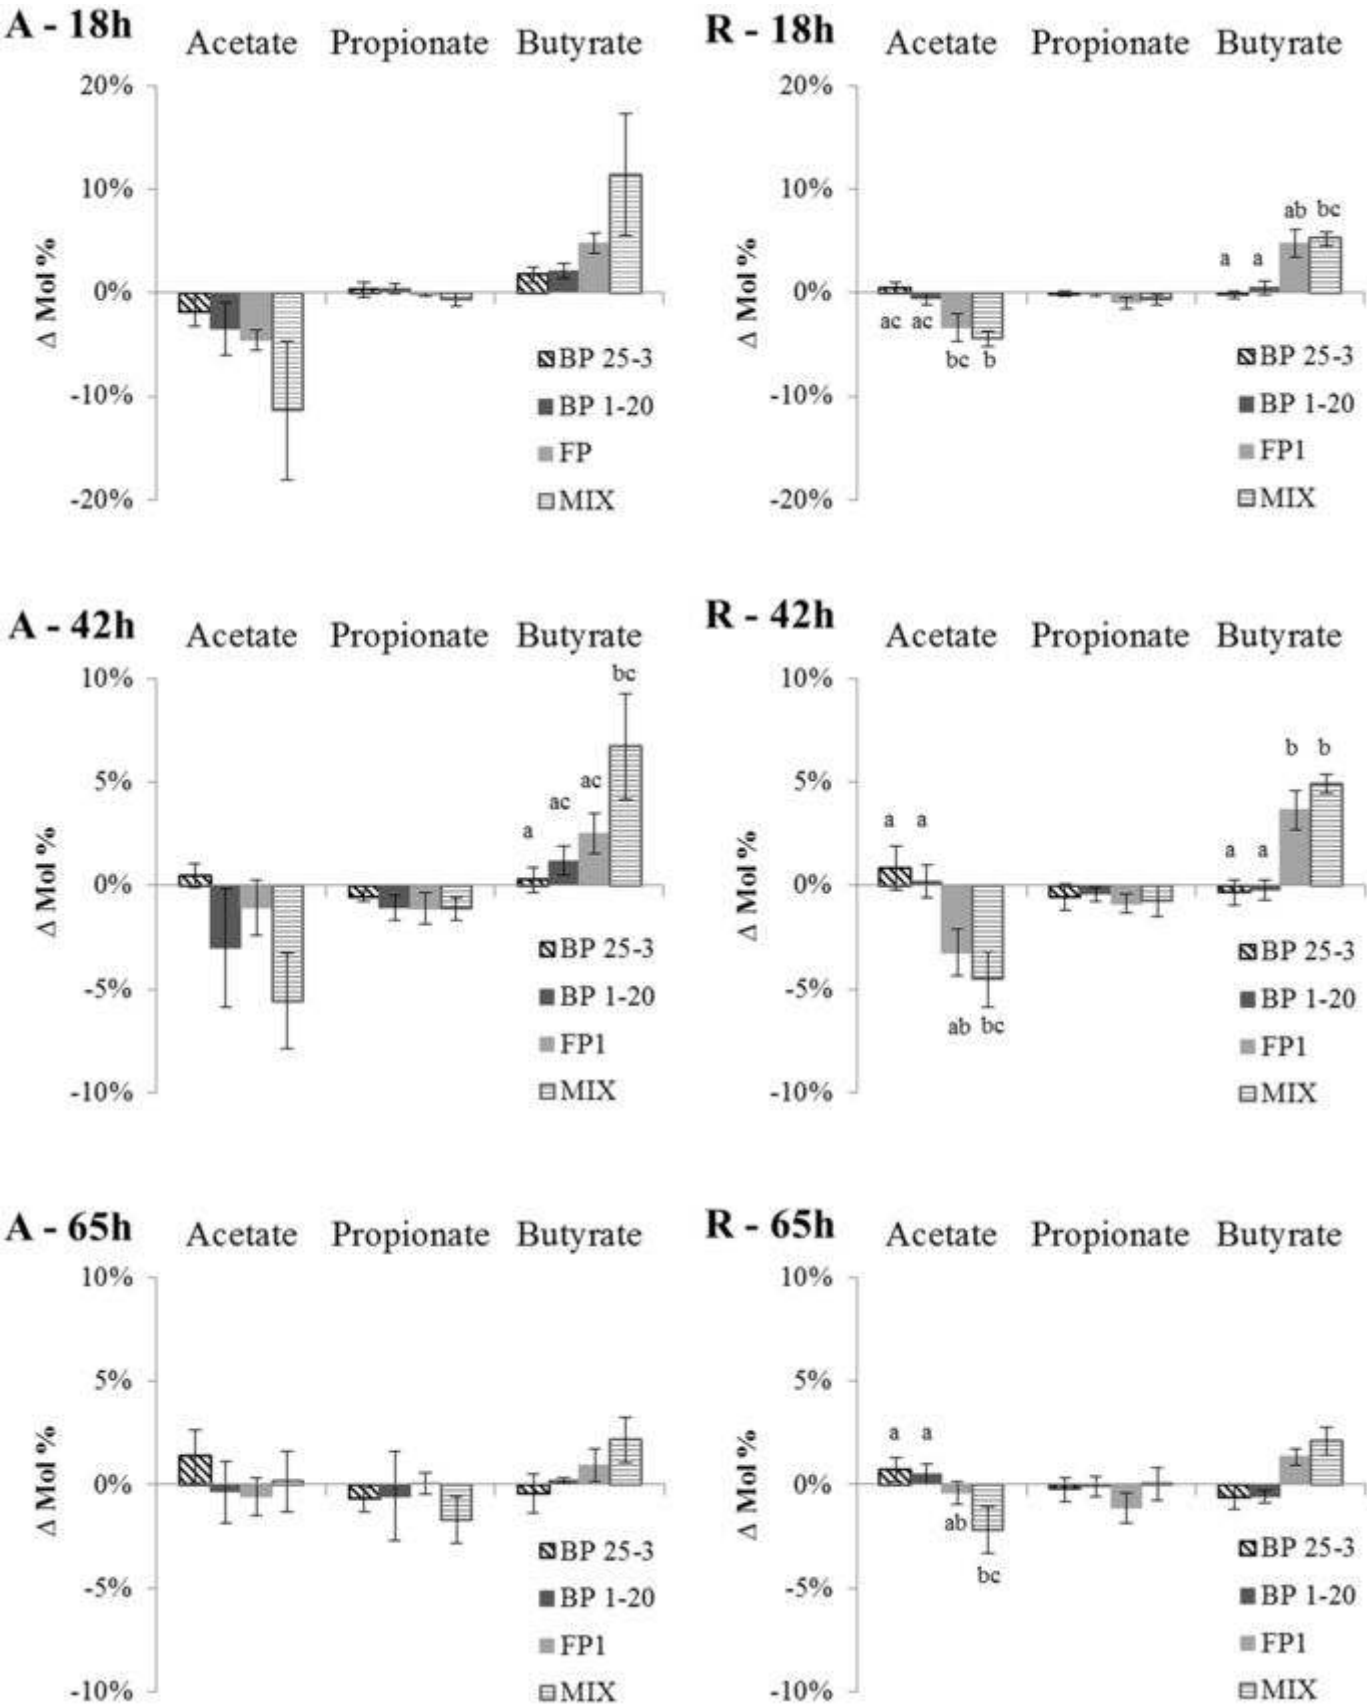 A - 18h
Acetate Propionate Butyrate
20%
10%
0%
-10%
-20%
Δ Mol %
BP 25-3
BP 1-20
FP
MIX
R - 18h
Acetate Propionate Butyrate
20%
10%
0%
-10%
-20%
Δ Mol %
ab bc
a a
ac ac
bc b
BP 25-3
BP 1-20
FP1
MIX
A - 42h
Acetate Propionate Butyrate
10%
5%
0%
-5%
-10%
Δ Mol %
bc
ac
ac
a
BP 25-3
BP 1-20
FP1
MIX
R - 42h
Acetate Propionate Butyrate
10%
5%
0%
-5%
-10%
Δ Mol %
b b
a a
a a
ab bc
BP 25-3
BP 1-20
FP1
MIX
A - 65h
Acetate Propionate Butyrate
10%
5%
0%
-5%
-10%
Δ Mol %
BP 25-3
BP 1-20
FP1
MIX
R - 65h
Acetate Propionate Butyrate
10%
5%
0%
-5%
-10%
Δ Mol %
a a
ab
bc
BP 25-3
BP 1-20
FP1
MIX